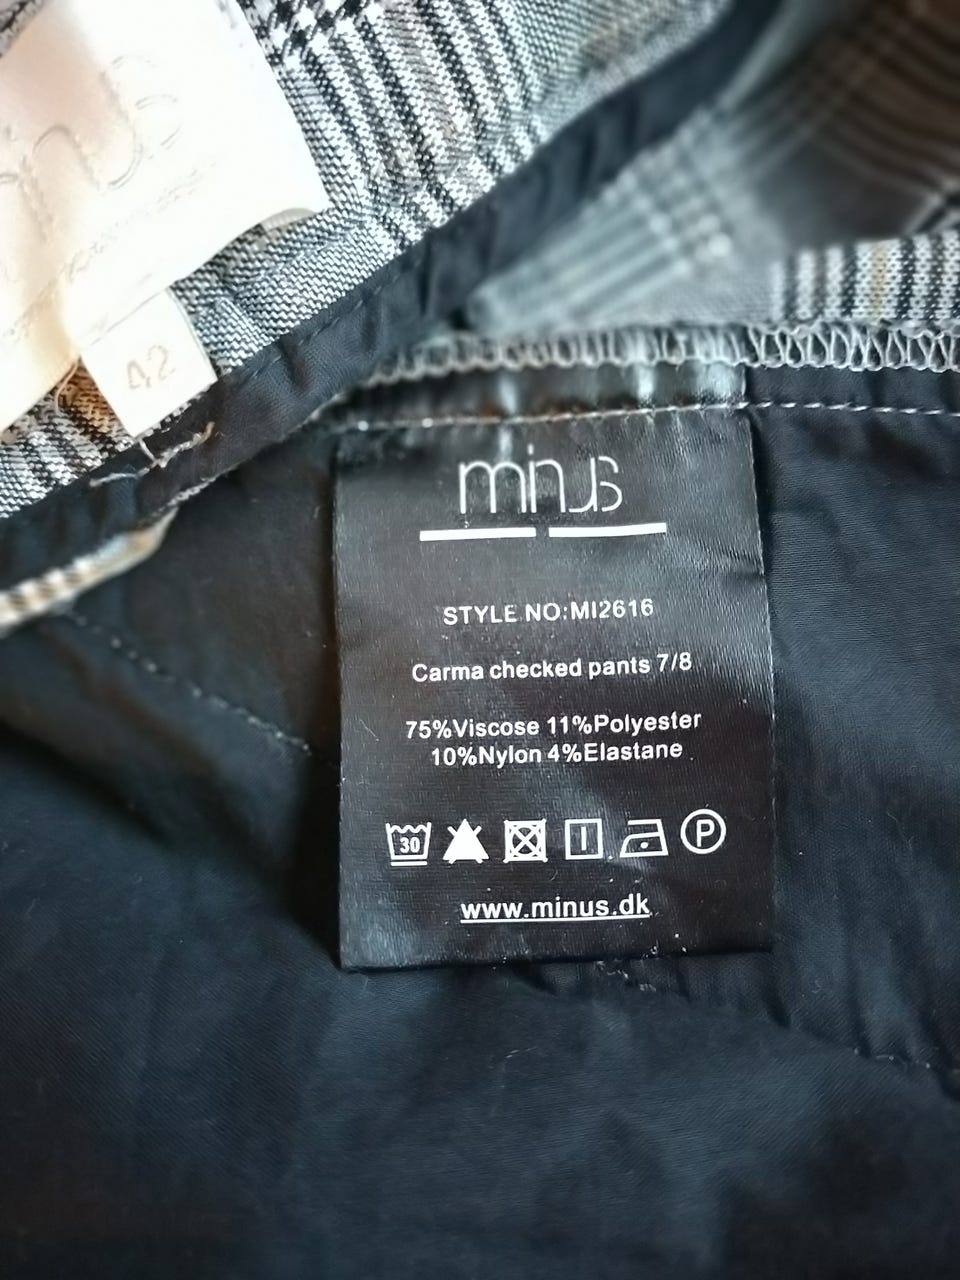 42
minus
STYLE NO:MI2616
Carma checked pants 7/8
75%Viscose 11%Polyester
10%Nylon 4%Elastane
30
P
www.minus.dk